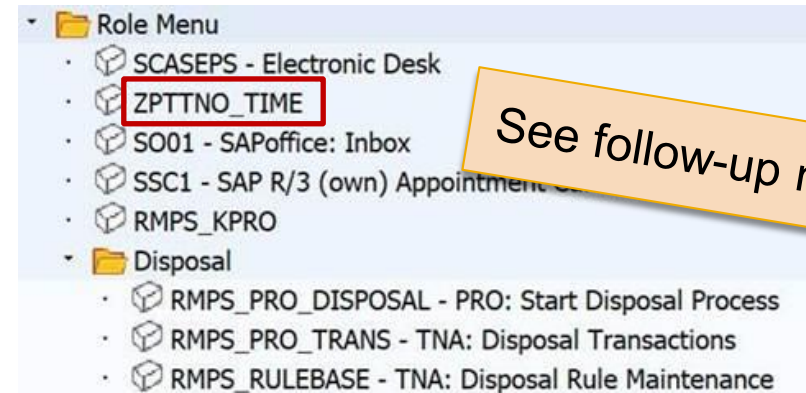 Role Menu
SCASEPS - Electronic Desk
ZPTTNO_TIME
SO01 - SAPoffice: Inbox
SSC1 - SAP R/3 (own) Appointment
RMPS_KPRO
Disposal
RMPS_PRO_DISPOSAL - PRO: Start Disposal Process
RMPS_PRO_TRANS - TNA: Disposal Transactions
RMPS_RULEBASE - TNA: Disposal Rule Maintenance
See follow-up